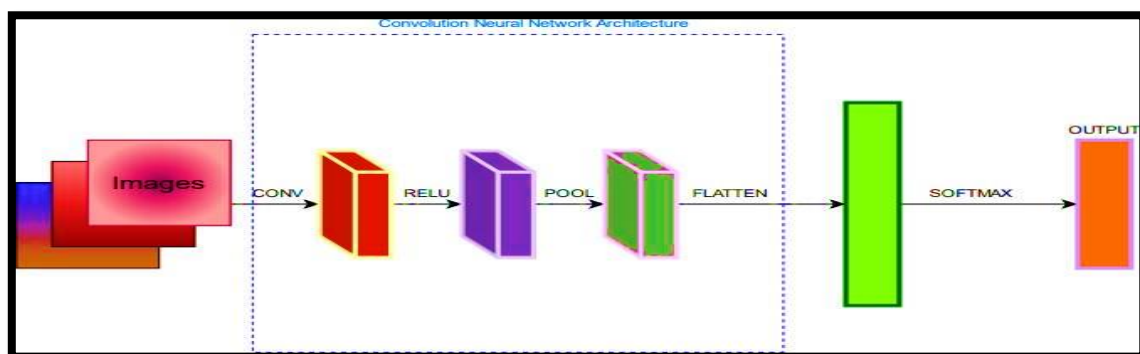 Convolution Neural Network Architecture
OUTPUT
Images
CONV
RELU
POOL
FLATTEN
SOFTMAX